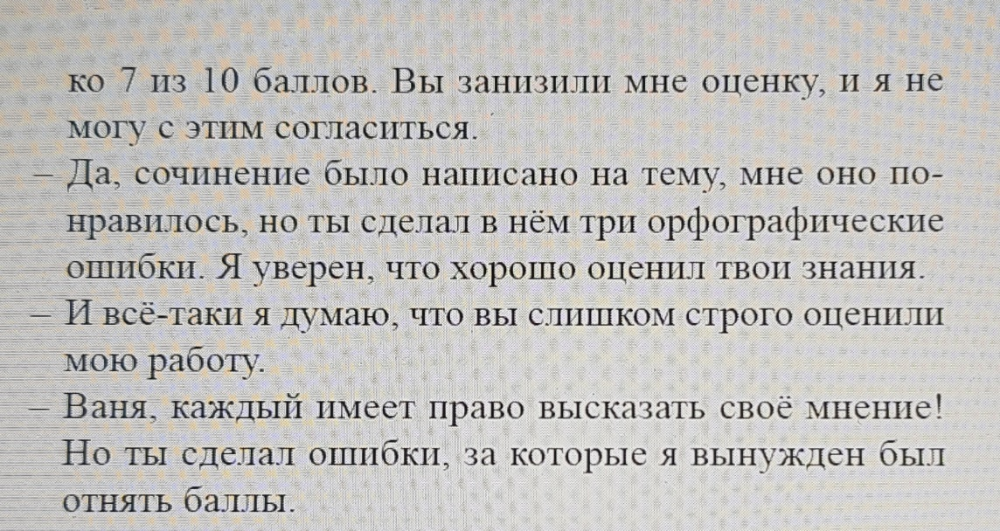 ко 7 из 10 баллов. Вы занизили мне оценку, и я не
могу с этим согласиться.
– Да, сочинение было написано на тему, мне оно по-
нравилось, но ты сделал в нём три орфографические
ошибки. Я уверен, что хорошо оценил твои знания.
– И всё-таки я думаю, что вы слишком строго оценили
мою работу.
– Ваня, каждый имеет право высказать своё мнение!
Но ты сделал ошибки, за которые я вынужден был
отнять баллы.